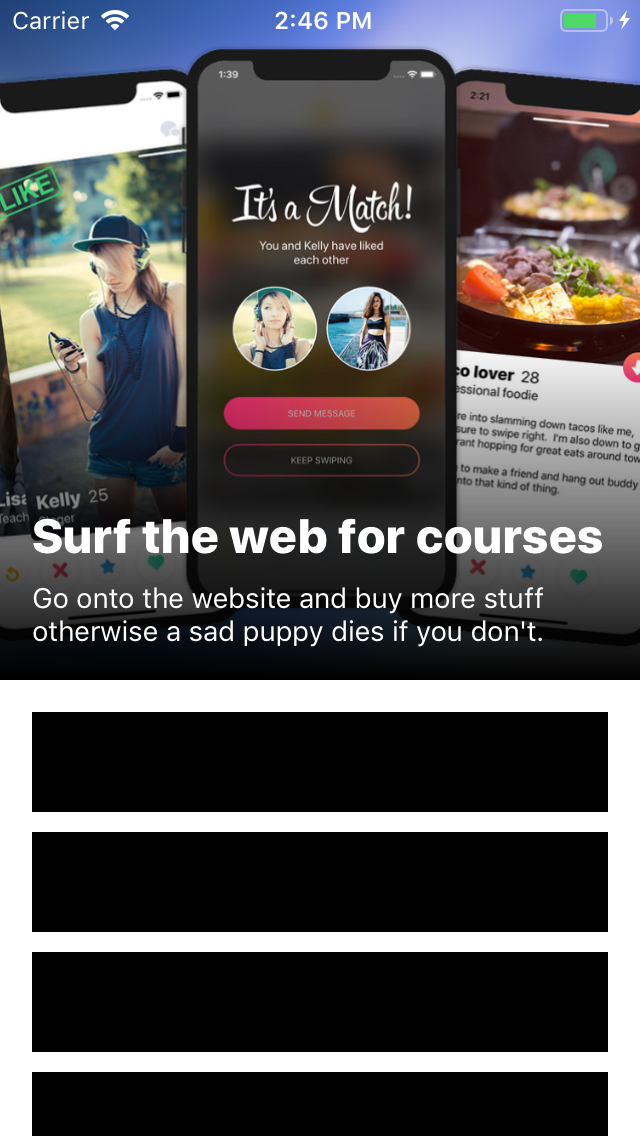 Carrier 2:46 PM
1:39
2:21
LIKE
It's a Match!
You and Kelly have liked
each other
SEND MESSAGE
KEEP SWIPING
co lover 28
essional foodie
re into slamming down tacos like me,
sure to swipe right. I'm also down to g
rant hopping for great eats around tow
to make a friend and hang out buddy
nto that kind of thing.
Lisa
Teach
Kelly 25
Surf the web for courses
Go onto the website and buy more stuff
otherwise a sad puppy dies if you don't.